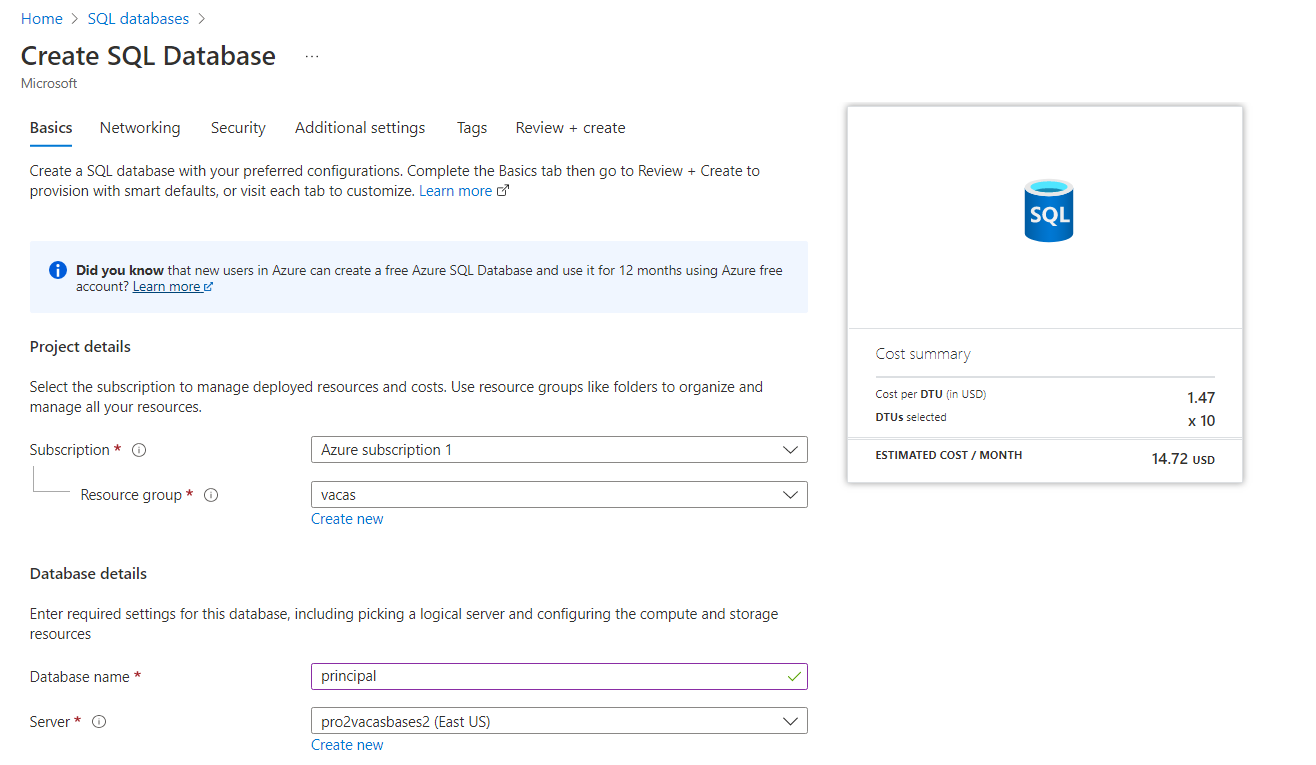 Home > SQL databases >
Create SQL Database ...
Microsoft
Basics Networking Security Additional settings Tags Review + create
Create a SQL database with your preferred configurations. Complete the Basics tab then go to Review + Create to
provision with smart defaults, or visit each tab to customize. Learn more
Did you know that new users in Azure can create a free Azure SQL Database and use it for 12 months using Azure free
account? Learn more
Project details
Select the subscription to manage deployed resources and costs. Use resource groups like folders to organize and
manage all your resources.
Subscription *
Azure subscription 1
Resource group *
vacas
Create new
Database details
Enter required settings for this database, including picking a logical server and configuring the compute and storage
resources
Database name *
principal
Server *
pro2vacasbases2 (East US)
Create new
SQL
Cost summary
Cost per DTU (in USD) 1.47
DTUs selected x 10
ESTIMATED COST / MONTH 14.72 USD